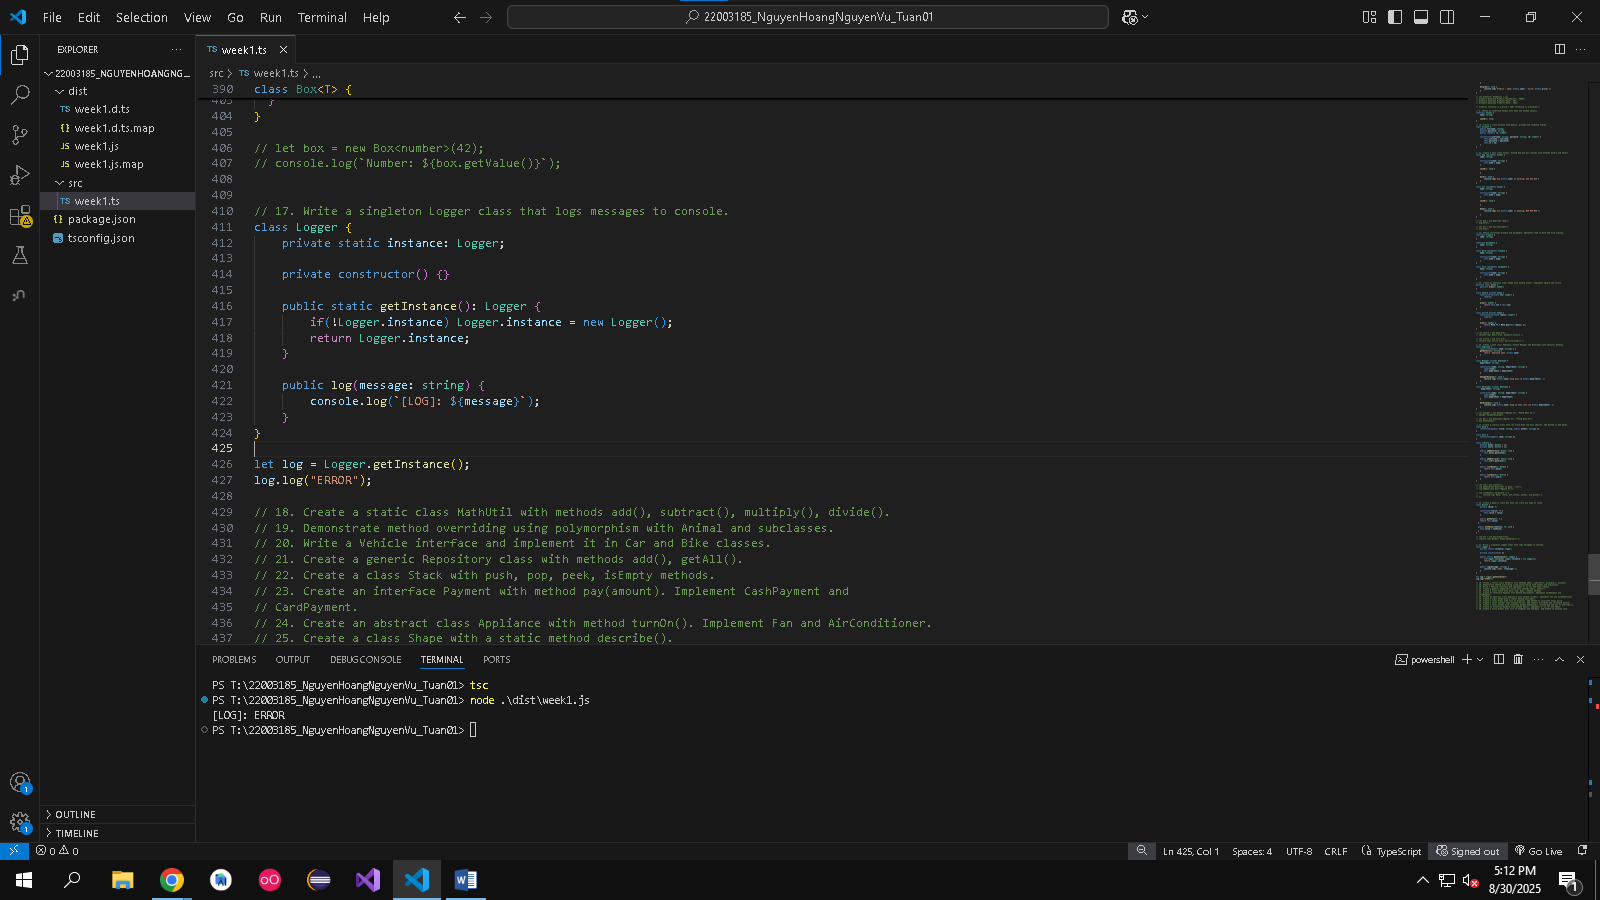 File Edit Selection View Go Run Terminal Help
22003185_NguyenHoangNguyenVu_Tuan01
EXPLORER
22003185_NGUYENHOANGNG...
dist
TS week1.d.ts
{} week1.d.ts.map
JS week1.js
JS week1.js.map
src
TS week1.ts
{} package.json
tsconfig.json
OUTLINE
TIMELINE
TS week1.ts
src > TS week1.ts > ...
390 class Box<T> {
403 }
404 }
405
406 // let box = new Box<number>(42);
407 // console.log(`Number: ${box.getValue()}`);
408
409
410 // 17. Write a singleton Logger class that logs messages to console.
411 class Logger {
412 private static instance: Logger;
413
414 private constructor() {}
415
416 public static getInstance(): Logger {
417 if(!Logger.instance) Logger.instance = new Logger();
418 return Logger.instance;
419 }
420
421 public log(message: string) {
422 console.log(`[LOG]: ${message}`);
423 }
424 }
425
426 let log = Logger.getInstance();
427 log.log("ERROR");
428
429 // 18. Create a static class MathUtil with methods add(), subtract(), multiply(), divide().
430 // 19. Demonstrate method overriding using polymorphism with Animal and subclasses.
431 // 20. Write a Vehicle interface and implement it in Car and Bike classes.
432 // 21. Create a generic Repository class with methods add(), getAll().
433 // 22. Create a class Stack with push, pop, peek, isEmpty methods.
434 // 23. Create an interface Payment with method pay(amount). Implement CashPayment and
435 // CardPayment.
436 // 24. Create an abstract class Appliance with method turnOn(). Implement Fan and AirConditioner.
437 // 25. Create a class Shape with a static method describe().
PROBLEMS OUTPUT DEBUG CONSOLE TERMINAL PORTS
powershell
PS T:\22003185_NguyenHoangNguyenVu_Tuan01> tsc
PS T:\22003185_NguyenHoangNguyenVu_Tuan01> node .\dist\week1.js
[LOG]: ERROR
PS T:\22003185_NguyenHoangNguyenVu_Tuan01>
1
1
0 0
Ln 425, Col 1 Spaces: 4 UTF-8 CRLF TypeScript Signed out Go Live
5:12 PM
8/30/2025
1